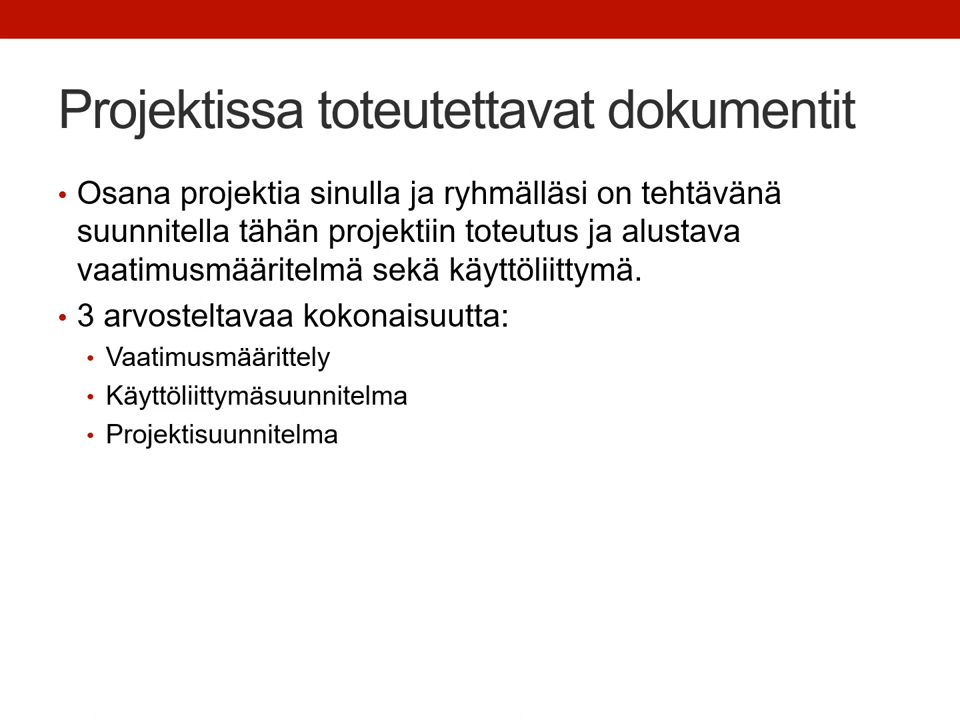 Projektissa toteutettavat dokumentit
• Osana projektia sinulla ja ryhmälläsi on tehtävänä
suunnitella tähän projektiin toteutus ja alustava
vaatimusmääritelmä sekä käyttöliittymä.
• 3 arvosteltavaa kokonaisuutta:
• Vaatimusmäärittely
• Käyttöliittymäsuunnitelma
• Projektisuunnitelma